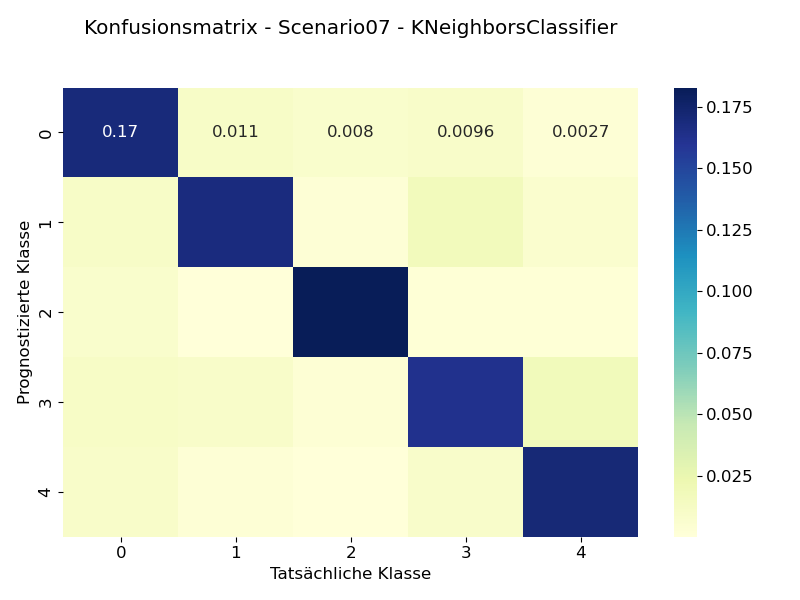 Konfusionsmatrix - Scenario07 - KNeighborsClassifier
0.17 0.011 0.008 0.0096 0.0027
0
1
2
3
4
Prognostizierte Klasse
0 1 2 3 4
Tatsächliche Klasse
0.175
0.150
0.125
0.100
0.075
0.050
0.025